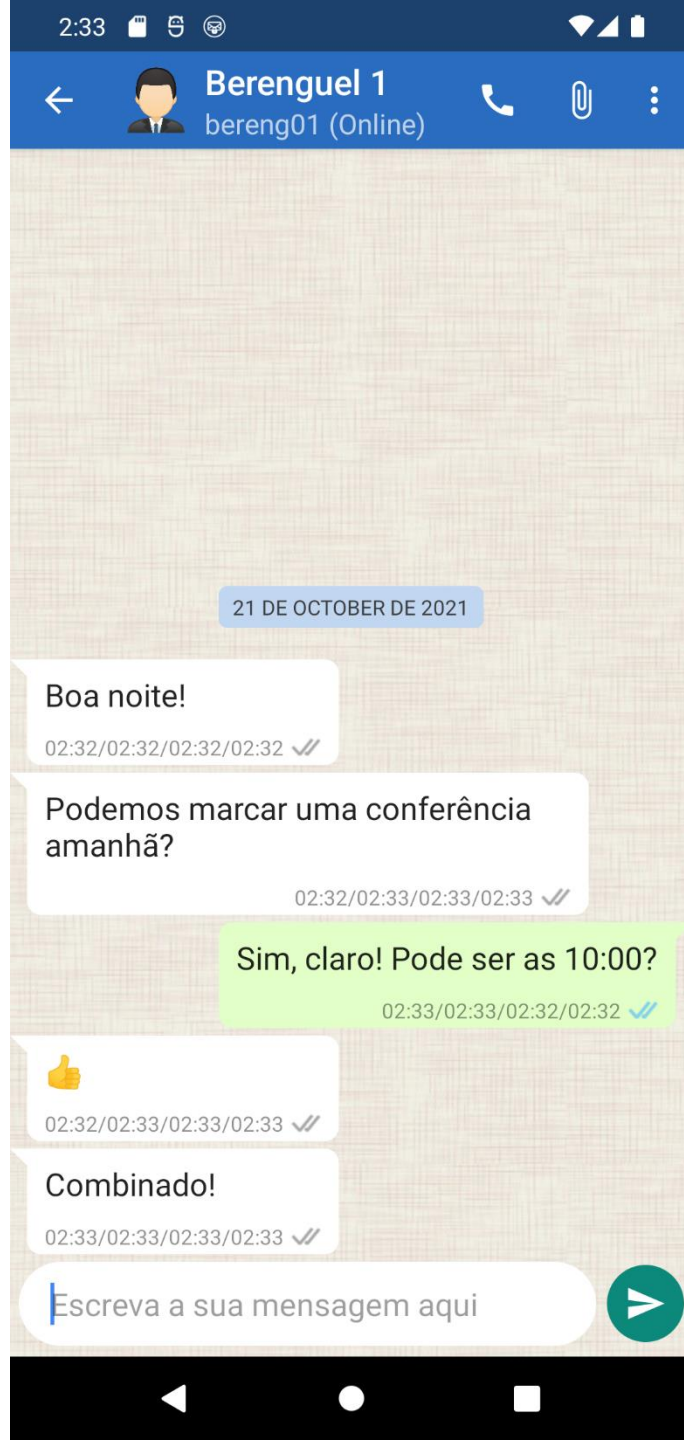 2:33
Berenguel 1
bereng01 (Online)
21 DE OCTOBER DE 2021
Boa noite!
02:32/02:32/02:32/02:32
Podemos marcar uma conferência
amanhã?
02:32/02:33/02:33/02:33
Sim, claro! Pode ser as 10:00?
02:33/02:33/02:32/02:32
👍
02:32/02:33/02:33/02:33
Combinado!
02:33/02:33/02:33/02:33
Escreva a sua mensagem aqui